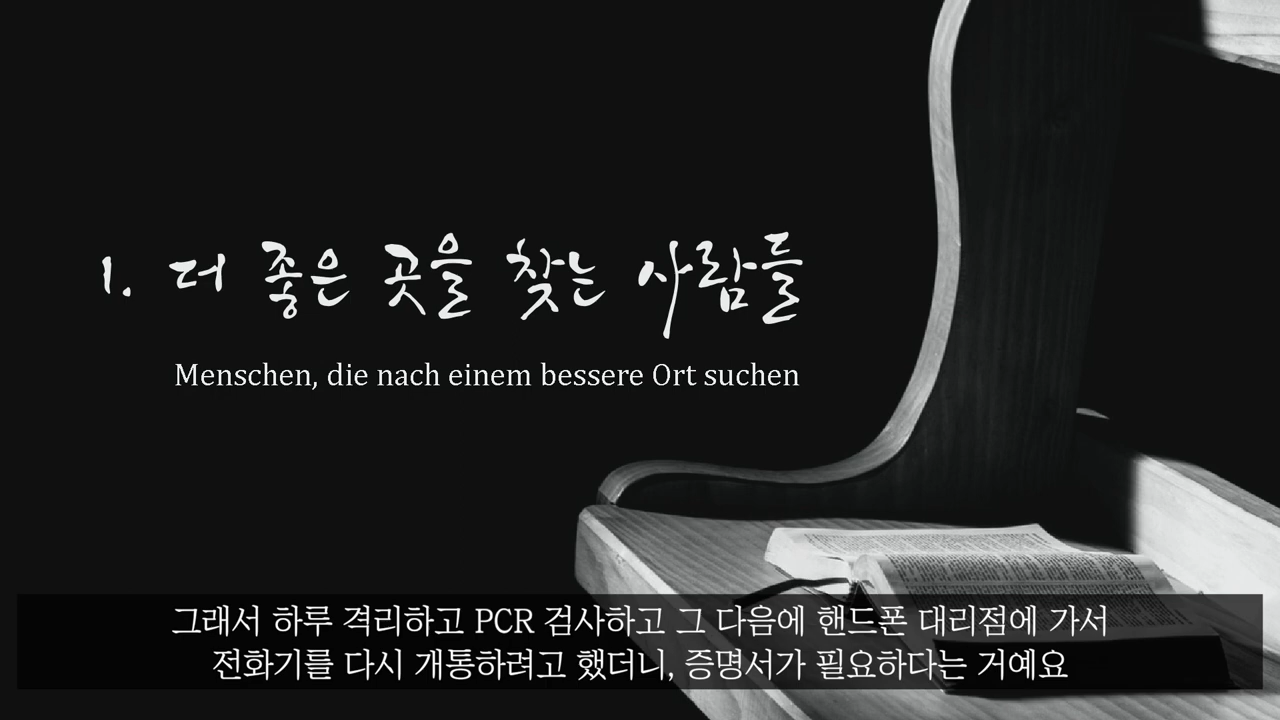 1. 더 좋은 곳을 찾는 사람들
Menschen, die nach einem bessere Ort suchen
그래서 하루 격리하고 PCR 검사하고 그 다음에 핸드폰 대리점에 가서
전화기를 다시 개통하려고 했더니, 증명서가 필요하다는 거예요